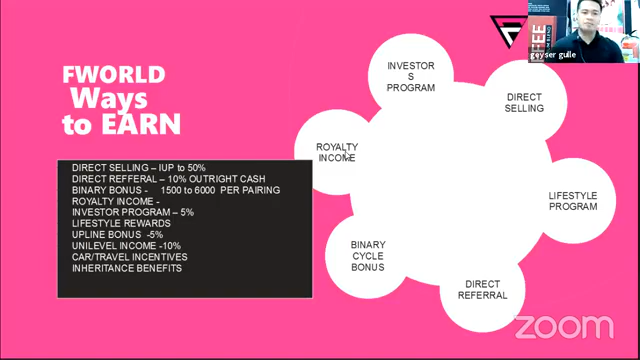 FWORLD
Ways
to EARN
DIRECT SELLING – IUP to 50%
DIRECT REFFERAL – 10% OUTRIGHT CASH
BINARY BONUS - 1500 to 6000 PER PAIRING
ROYALTY INCOME -
INVESTOR PROGRAM – 5%
LIFESTYLE REWARDS
UPLINE BONUS -5%
UNILEVEL INCOME -10%
CAR/TRAVEL INCENTIVES
INHERITANCE BENEFITS
INVESTOR
S
PROGRAM
DIRECT
SELLING
LIFESTYLE
PROGRAM
DIRECT
REFERRAL
BINARY
CYCLE
BONUS
ROYALTY
INCOME
geyser guile
zoom